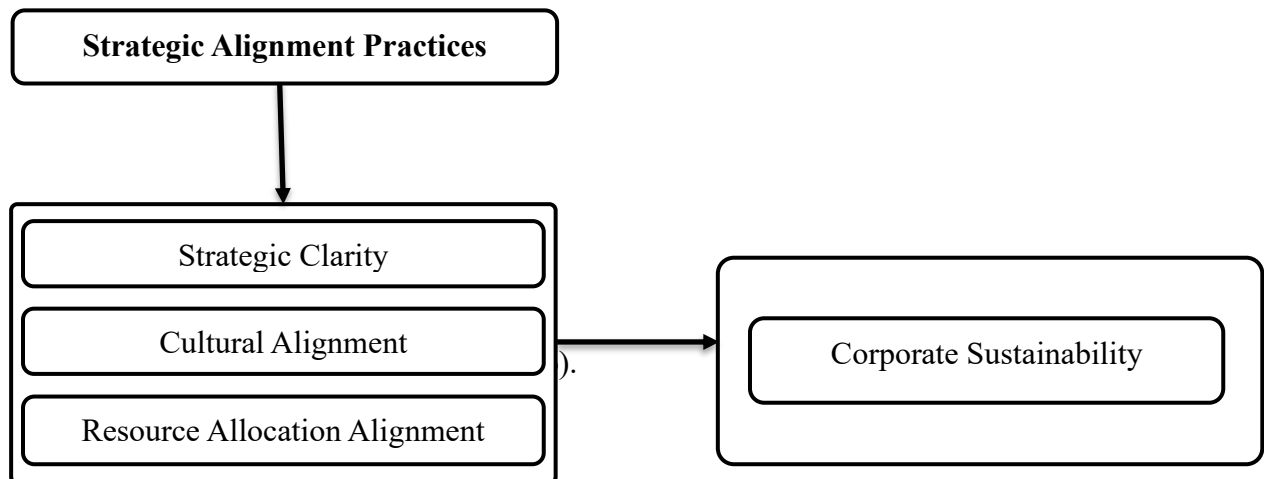 Strategic Alignment Practices
Strategic Clarity
Cultural Alignment
).
Corporate Sustainability
Resource Allocation Alignment